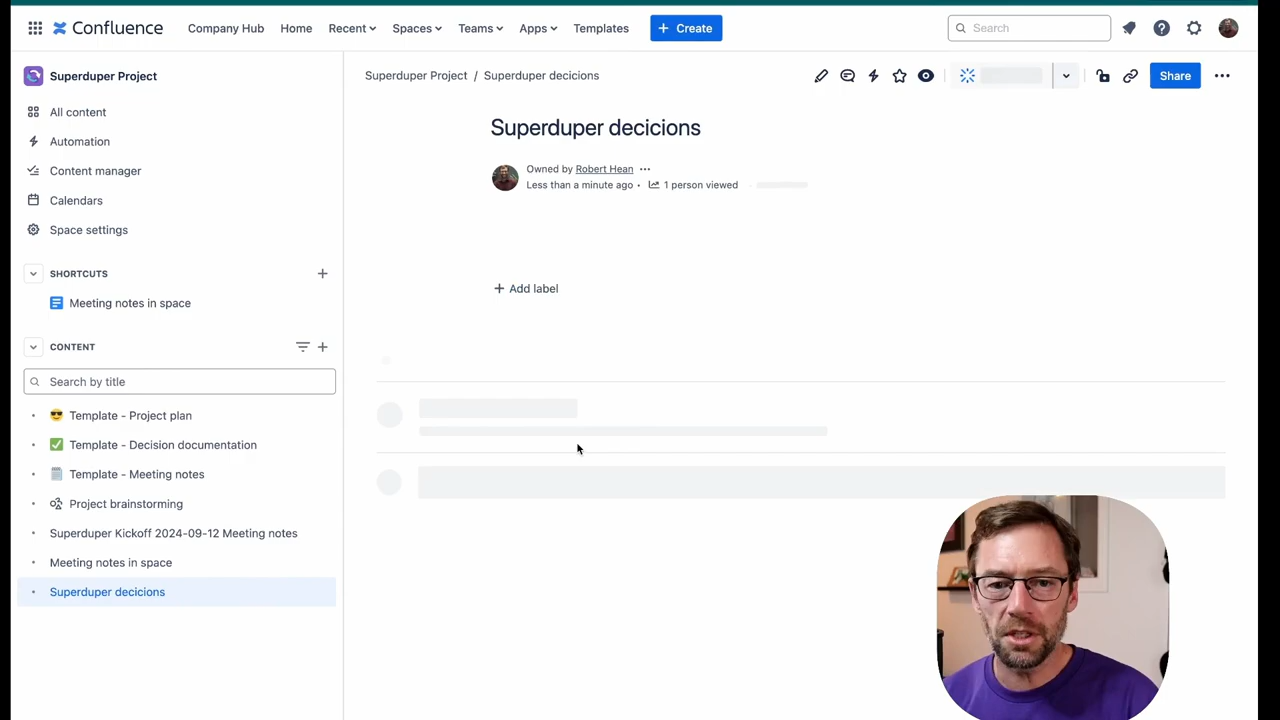 Confluence
Company Hub
Home
Recent
Spaces
Teams
Apps
Templates
Create
Search
Superduper Project
All content
Automation
Content manager
Calendars
Space settings
SHORTCUTS
Meeting notes in space
CONTENT
Search by title
Template - Project plan
Template - Decision documentation
Template - Meeting notes
Project brainstorming
Superduper Kickoff 2024-09-12 Meeting notes
Meeting notes in space
Superduper decicions
Superduper Project / Superduper decicions
Share
Superduper decicions
Owned by Robert Hean
Less than a minute ago • 1 person viewed
Add label